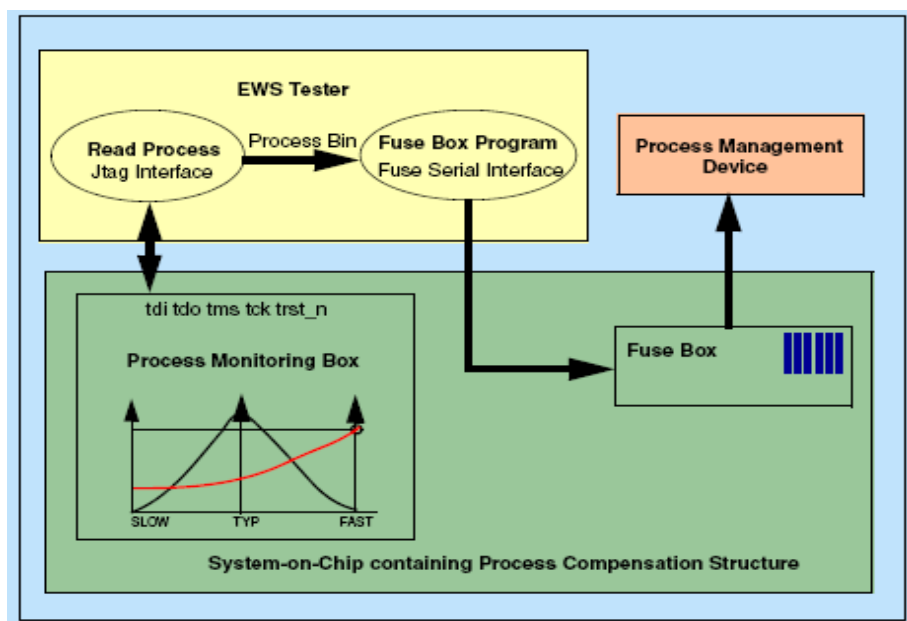 EWS Tester
Read Process
Jtag Interface
Process Bin
Fuse Box Program
Fuse Serial Interface
Process Management
Device
tdi tdo tms tck trst_n
Process Monitoring Box
SLOW
TYP
FAST
Fuse Box
System-on-Chip containing Process Compensation Structure